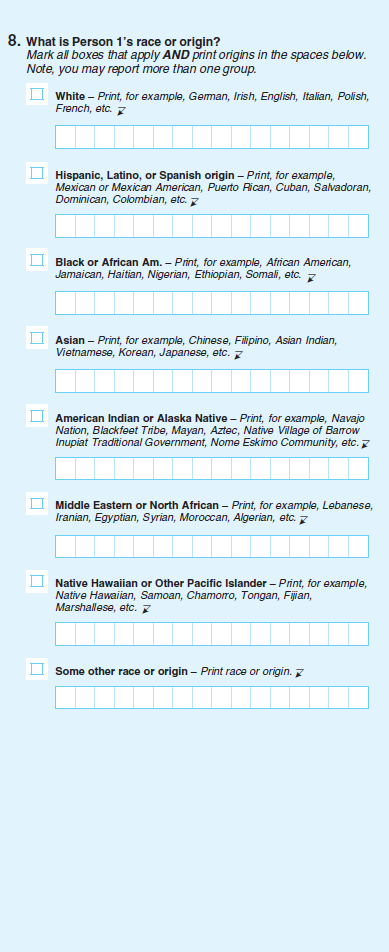 8. What is Person 1's race or origin?
Mark all boxes that apply AND print origins in the spaces below.
Note, you may report more than one group.
White – Print, for example, German, Irish, English, Italian, Polish,
French, etc.
Hispanic, Latino, or Spanish origin – Print, for example,
Mexican or Mexican American, Puerto Rican, Cuban, Salvadoran,
Dominican, Colombian, etc.
Black or African Am. – Print, for example, African American,
Jamaican, Haitian, Nigerian, Ethiopian, Somali, etc.
Asian – Print, for example, Chinese, Filipino, Asian Indian,
Vietnamese, Korean, Japanese, etc.
American Indian or Alaska Native – Print, for example, Navajo
Nation, Blackfeet Tribe, Mayan, Aztec, Native Village of Barrow
Inupiat Traditional Government, Nome Eskimo Community, etc.
Middle Eastern or North African – Print, for example, Lebanese,
Iranian, Egyptian, Syrian, Moroccan, Algerian, etc.
Native Hawaiian or Other Pacific Islander – Print, for example,
Native Hawaiian, Samoan, Chamorro, Tongan, Fijian,
Marshallese, etc.
Some other race or origin – Print race or origin.